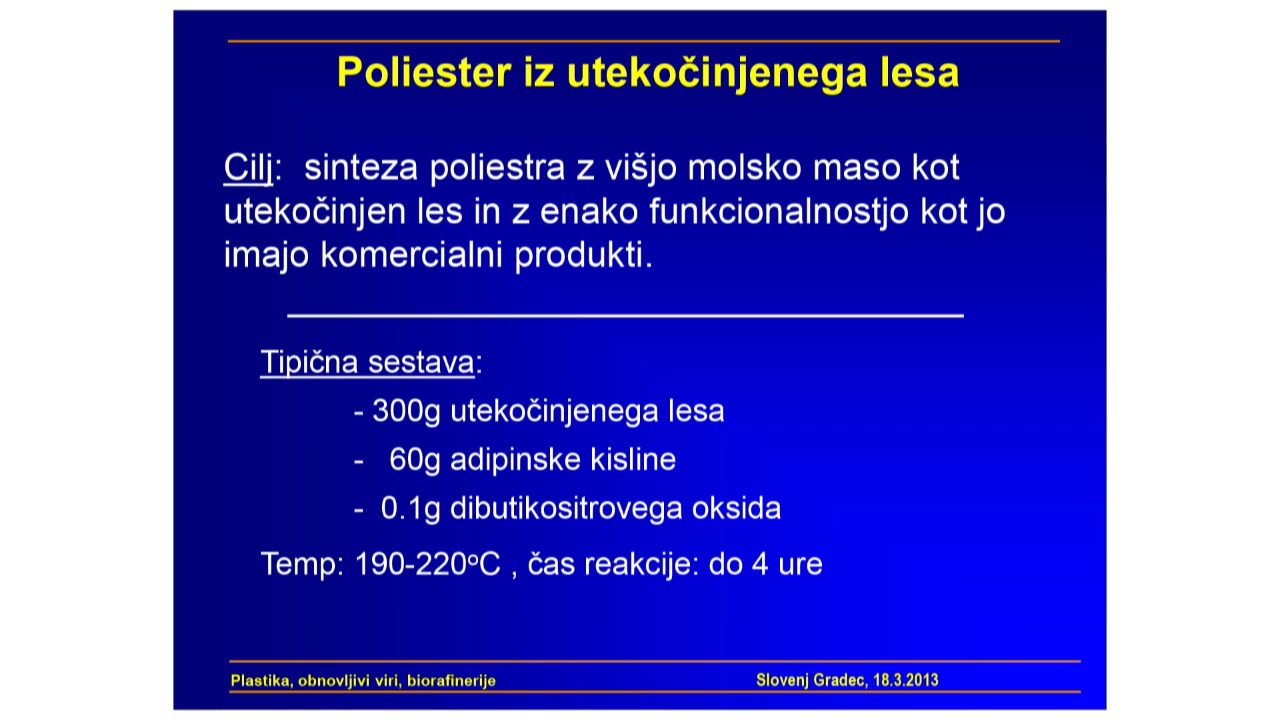 Poliester iz utekočinjenega lesa
Cilj: sinteza poliestra z višjo molsko maso kot
utekočinjen les in z enako funkcionalnostjo kot jo
imajo komercialni produkti.
Tipična sestava:
- 300g utekočinjenega lesa
- 60g adipinske kisline
- 0.1g dibutikositrovega oksida
Temp: 190-220ºC , čas reakcije: do 4 ure
Plastika, obnovljivi viri, biorafinerije
Slovenj Gradec, 18.3.2013